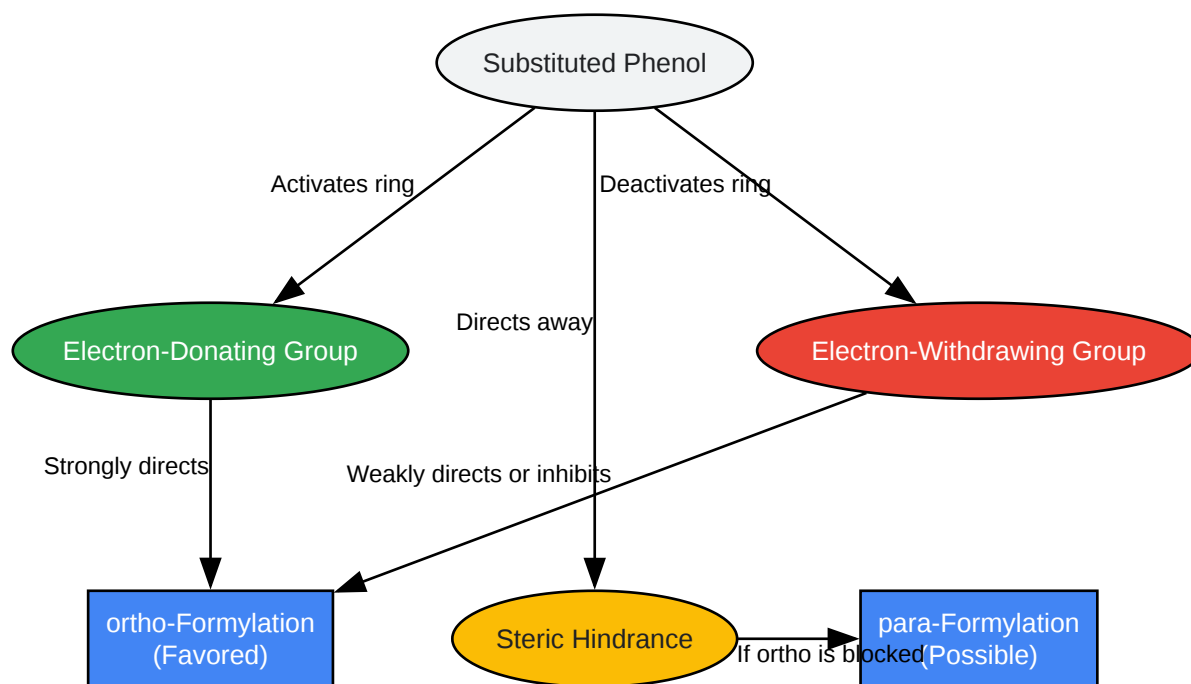 Substituted Phenol
Activates ring
Deactivates ring
Directs away
Electron-Donating Group
Electron-Withdrawing Group
Strongly directs
Weakly directs or inhibits
ortho-Formylation
(Favored)
Steric Hindrance
If ortho is blocked
para-Formylation
(Possible)